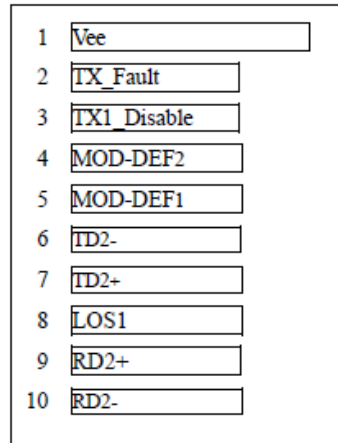 1 Vee
2 TX_Fault
3 TX1_Disable
4 MOD-DEF2
5 MOD-DEF1
6 TD2-
7 TD2+
8 LOS1
9 RD2+
10 RD2-